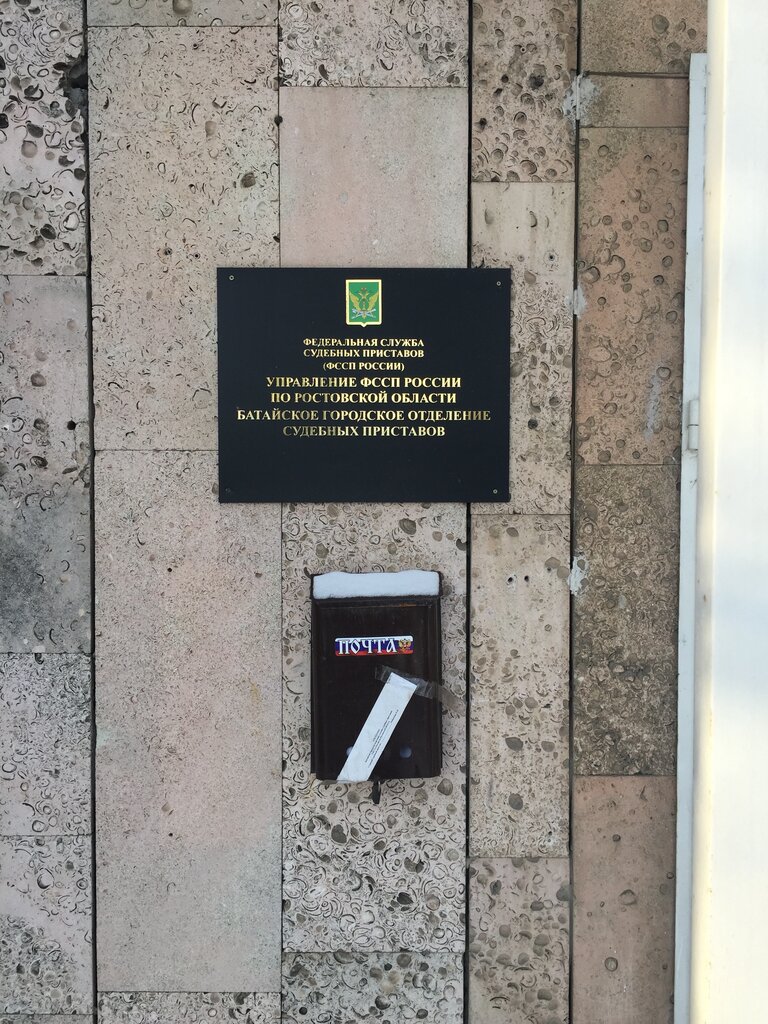 ФЕДЕРАЛЬНАЯ СЛУЖБА
СУДЕБНЫХ ПРИСТАВОВ
(ФССП РОССИИ)
УПРАВЛЕНИЕ ФССП РОССИИ
ПО РОСТОВСКОЙ ОБЛАСТИ
БАТАЙСКОЕ ГОРОДСКОЕ ОТДЕЛЕНИЕ
СУДЕБНЫХ ПРИСТАВОВ
ПОЧТА